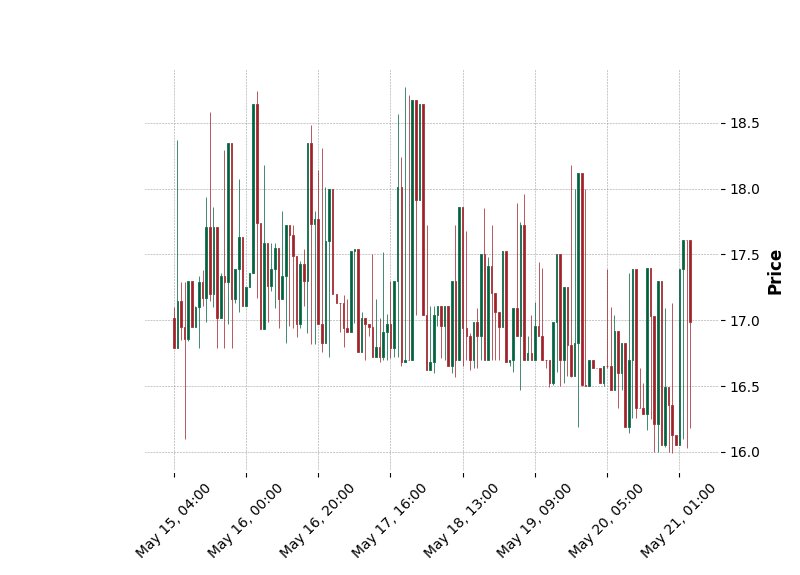 18.5
18.0
17.5
17.0
16.5
16.0
Price
May 15, 04:00
May 16, 00:00
May 16, 20:00
May 17, 16:00
May 18, 13:00
May 19, 09:00
May 20, 05:00
May 21, 01:00